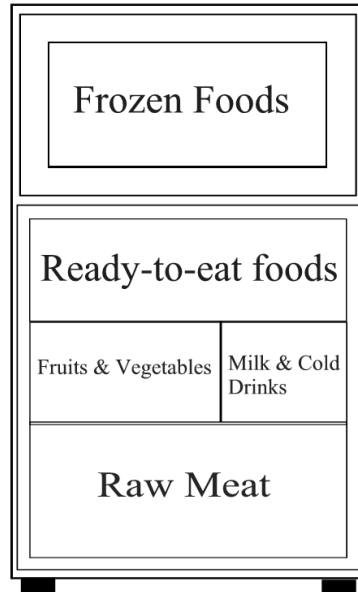 Frozen Foods
Ready-to-eat foods
Fruits & Vegetables
Milk & Cold
Drinks
Raw Meat